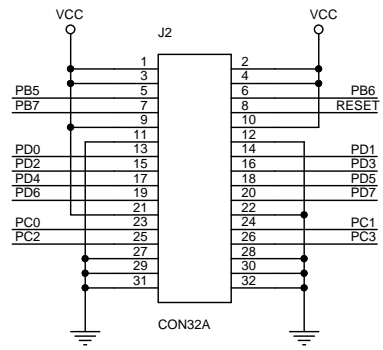 VCC VCC
J2
1 2
3 4
PB5 5 6 PB6
PB7 7 8 RESET
9 10
11 12
PD0 13 14 PD1
PD2 15 16 PD3
PD4 17 18 PD5
PD6 19 20 PD7
21 22
PC0 23 24 PC1
PC2 25 26 PC3
27 28
29 30
31 32
CON32A